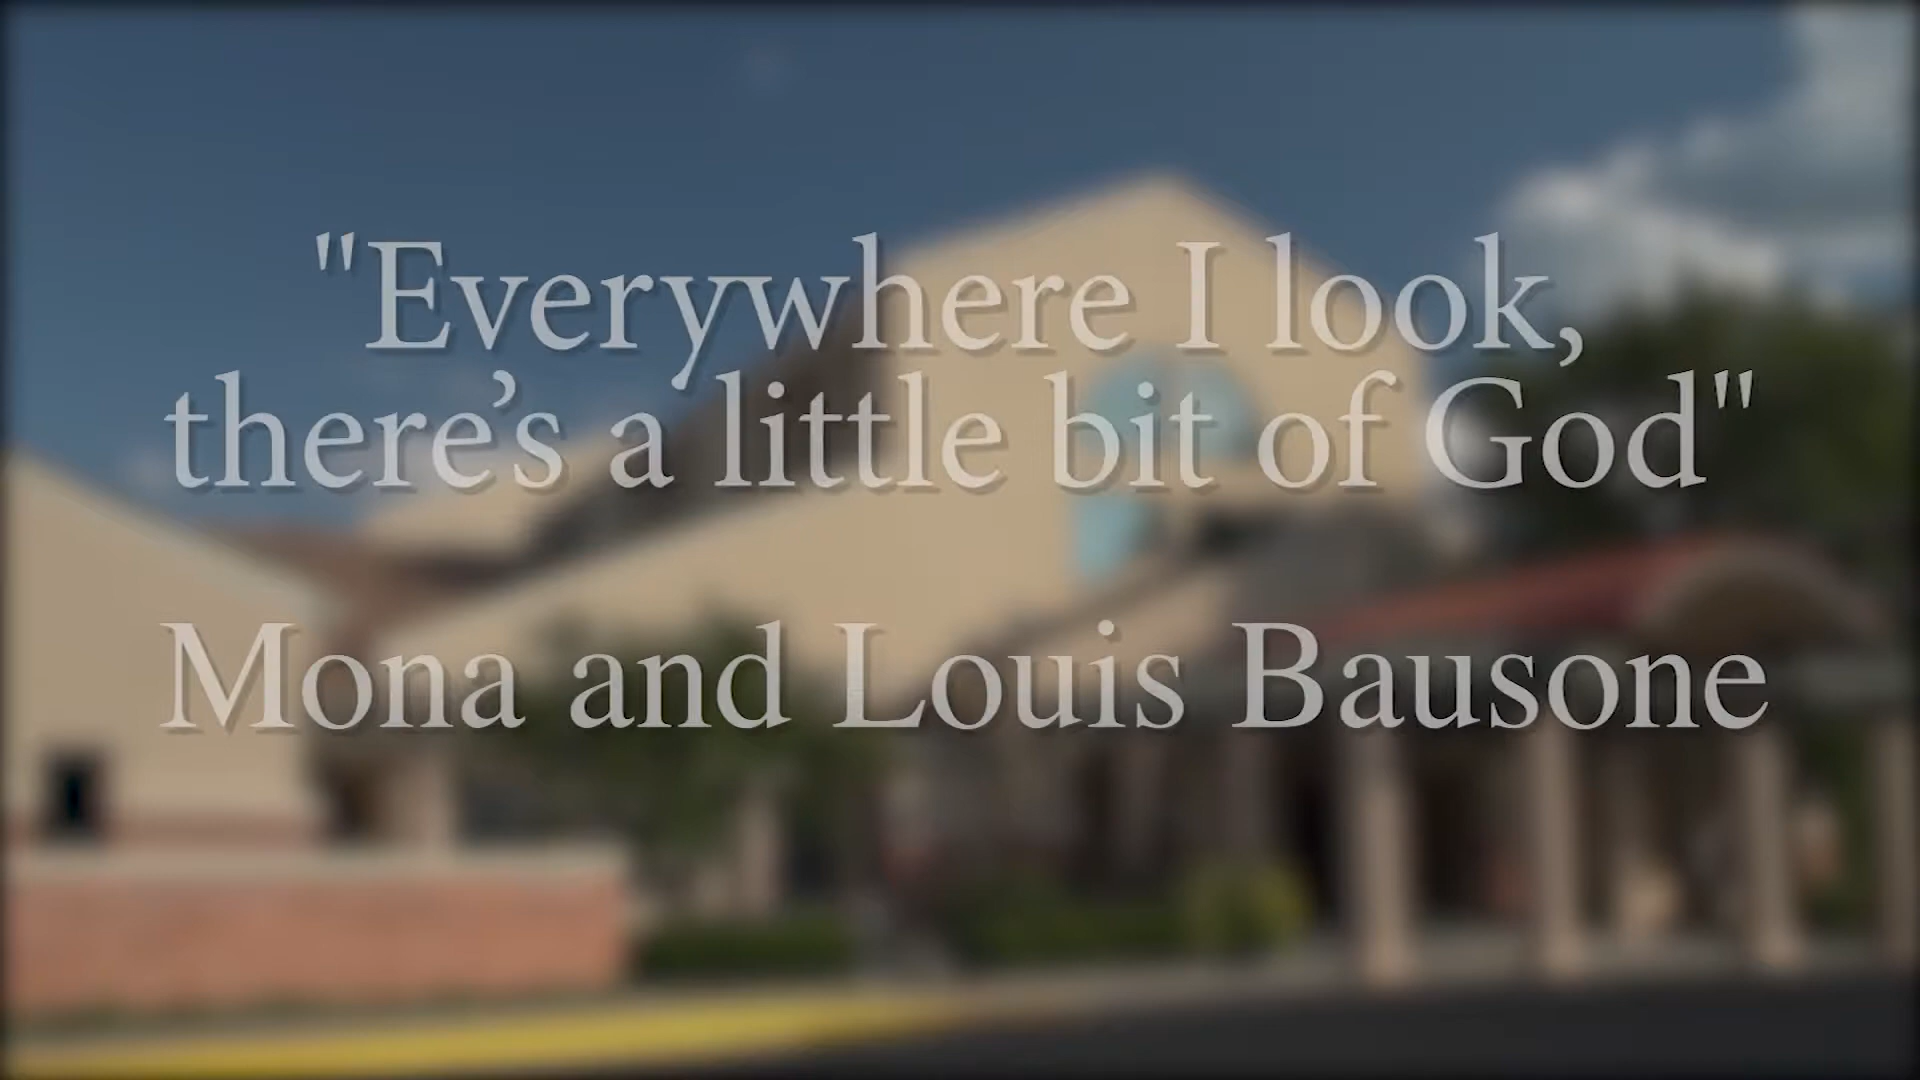 "Everywhere I look,
there’s a little bit of God"
Mona and Louis Bausone